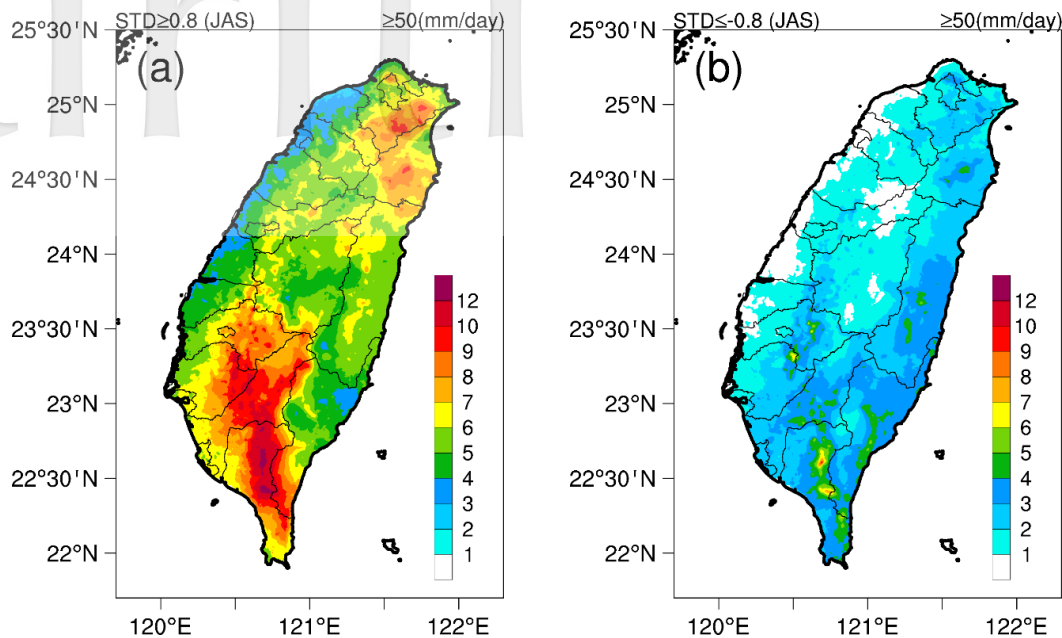 STD≥0.8 (JAS) ≥50(mm/day)
(a)
25°30'N
25°N
24°30'N
24°N
23°30'N
23°N
22°30'N
22°N
120°E 121°E 122°E
12
10
9
8
7
6
5
4
3
2
1
STD≤-0.8 (JAS) ≥50(mm/day)
(b)
25°30'N
25°N
24°30'N
24°N
23°30'N
23°N
22°30'N
22°N
120°E 121°E 122°E
12
10
9
8
7
6
5
4
3
2
1